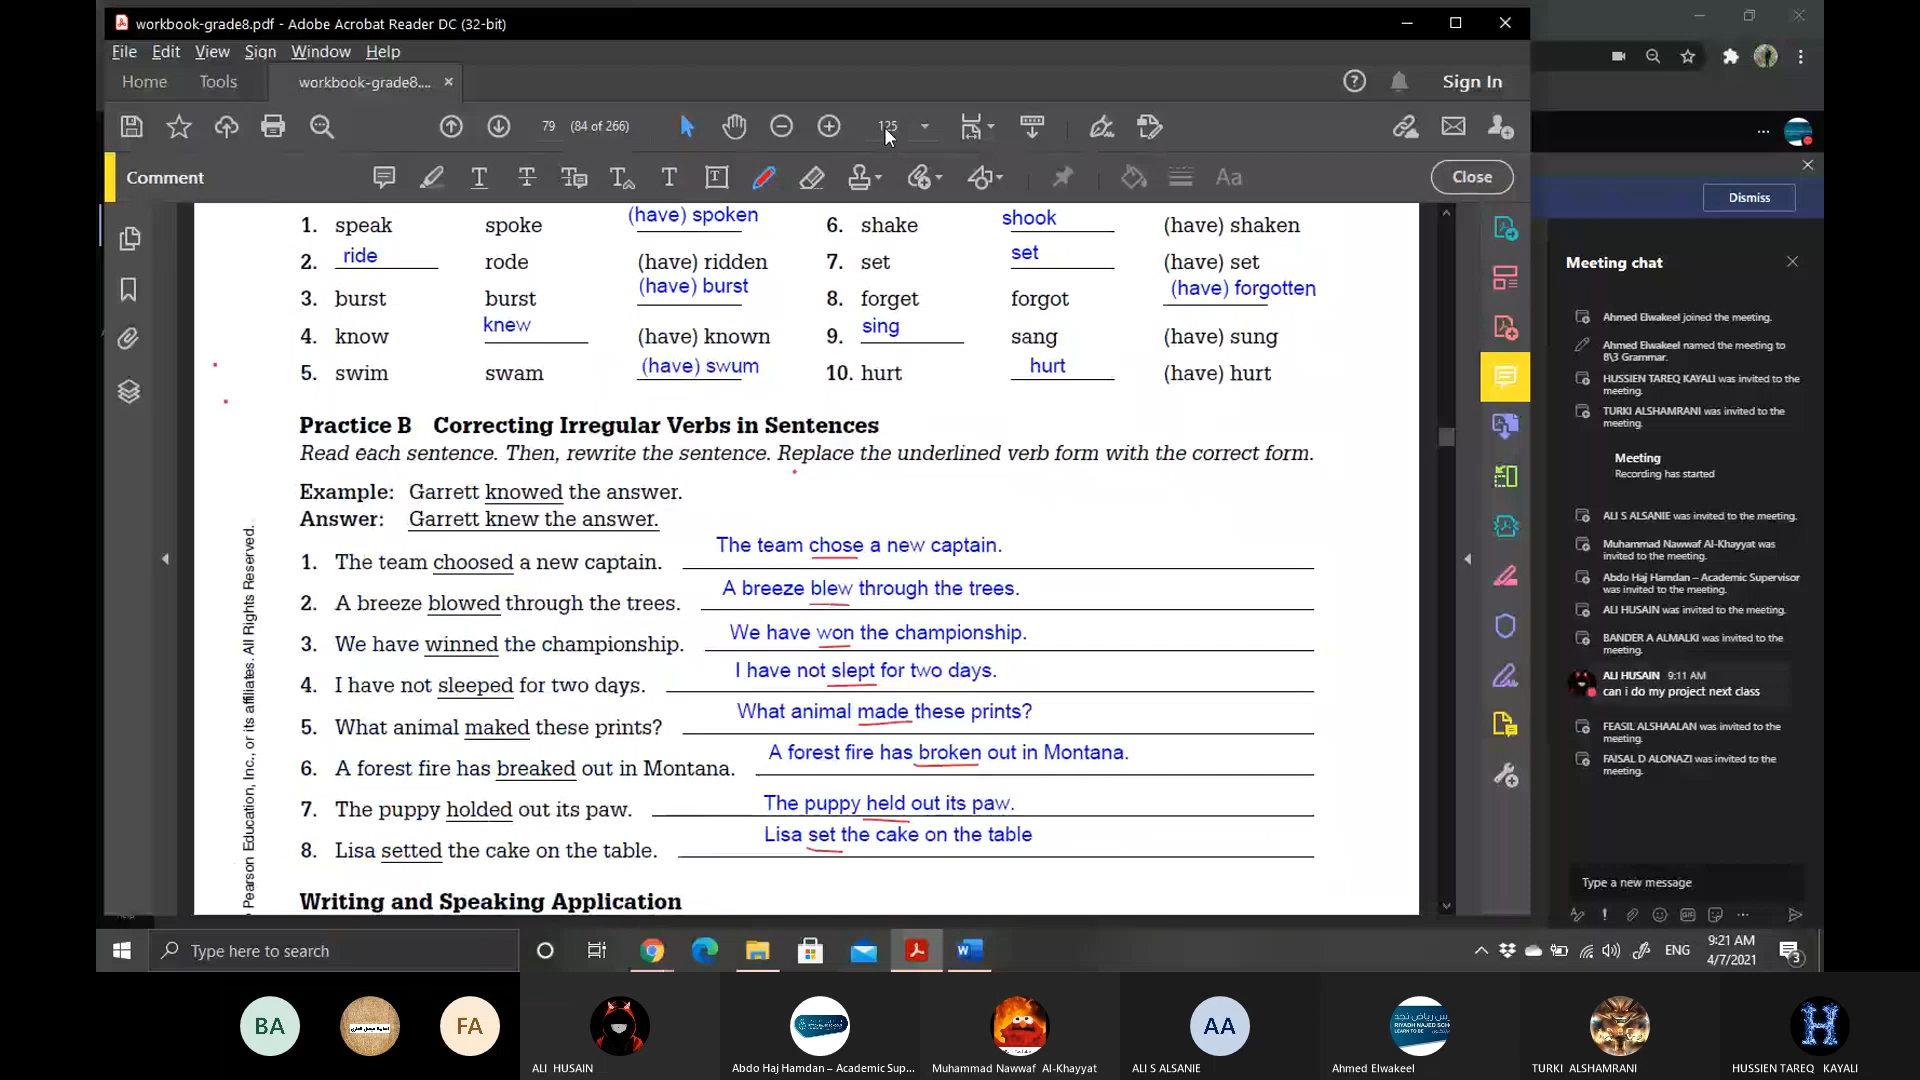 workbook-grade8.pdf - Adobe Acrobat Reader DC (32-bit)
File Edit View Sign Window Help
Home Tools workbook-grade8.... × Sign In
79 (84 of 266) 125
Comment Close
1. speak spoke (have) spoken 6. shake shook (have) shaken
2. ride rode (have) ridden 7. set set (have) set
3. burst burst (have) burst 8. forget forgot (have) forgotten
4. know knew (have) known 9. sing sang (have) sung
5. swim swam (have) swum 10. hurt hurt (have) hurt
Practice B Correcting Irregular Verbs in Sentences
Read each sentence. Then, rewrite the sentence. Replace the underlined verb form with the correct form.
Example: Garrett knowed the answer.
Answer: Garrett knew the answer.
1. The team choosed a new captain. The team chose a new captain.
2. A breeze blowed through the trees. A breeze blew through the trees.
3. We have winned the championship. We have won the championship.
4. I have not sleeped for two days. I have not slept for two days.
5. What animal maked these prints? What animal made these prints?
6. A forest fire has breaked out in Montana. A forest fire has broken out in Montana.
7. The puppy holded out its paw. The puppy held out its paw.
8. Lisa setted the cake on the table. Lisa set the cake on the table
Writing and Speaking Application
Pearson Education, Inc., or its affiliates. All Rights Reserved.
Dismiss
Meeting chat
Ahmed Elwakeel joined the meeting.
Ahmed Elwakeel named the meeting to
8\3 Grammar.
HUSSIEN TAREQ KAYALI was invited to the
meeting.
TURKI ALSHAMRANI was invited to the
meeting.
Meeting
Recording has started
ALI S ALSANIE was invited to the meeting.
Muhammad Nawwaf Al-Khayyat was
invited to the meeting.
Abdo Haj Hamdan – Academic Supervisor
was invited to the meeting.
ALI HUSAIN was invited to the meeting.
BANDER A ALMALKI was invited to the
meeting.
ALI HUSAIN 9:11 AM
can i do my project next class
FEASIL ALSHAALAN was invited to the
meeting.
FAISAL D ALONAZI was invited to the
meeting.
Type a new message
Type here to search
ENG 9:21 AM
4/7/2021
3
BA FA AA
RIYADH NAJED SCH
LEARN TO BE
H
ALI HUSAIN Abdo Haj Hamdan – Academic Sup... Muhammad Nawwaf Al-Khayyat ALI S ALSANIE Ahmed Elwakeel TURKI ALSHAMRANI HUSSIEN TAREQ KAYALI